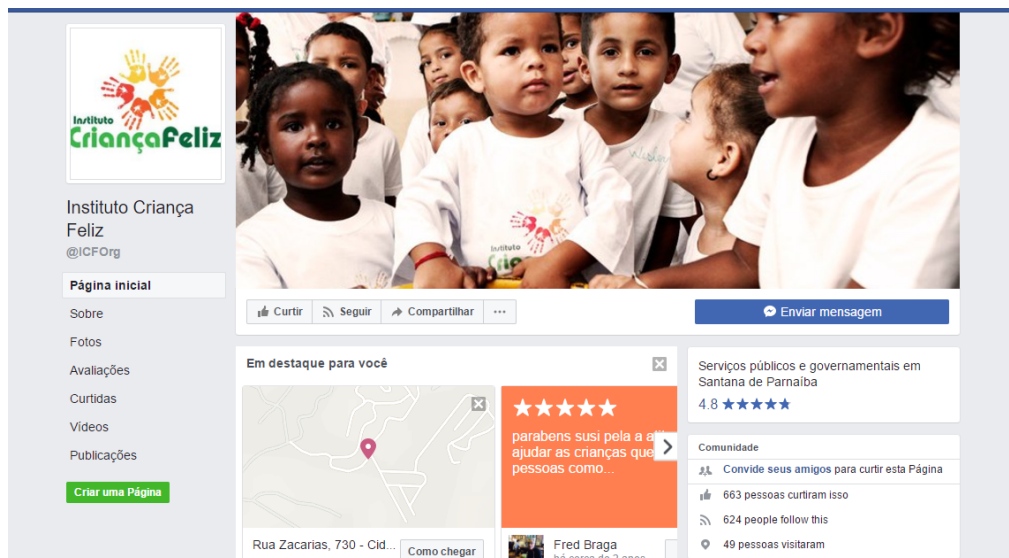 Instituto
CriançaFeliz
Instituto Criança
Feliz
@ICFOrg
Página inicial
Sobre
Fotos
Avaliações
Curtidas
Vídeos
Publicações
Criar uma Página
Instituto
Curtir
Seguir
Compartilhar
...
Enviar mensagem
Em destaque para você
parabens susi pela a
ajudar as crianças que
pessoas como...
Rua Zacarias, 730 - Cid...
Como chegar
Fred Braga
Serviços públicos e governamentais em
Santana de Parnaíba
4.8
Comunidade
Convide seus amigos para curtir esta Página
663 pessoas curtiram isso
624 people follow this
49 pessoas visitaram